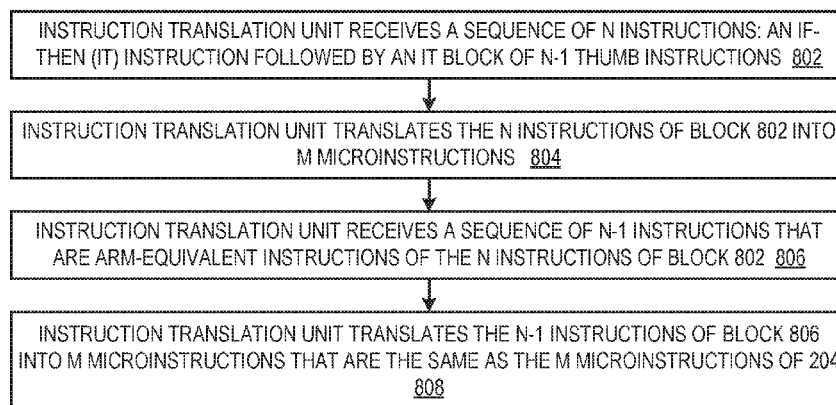 INSTRUCTION TRANSLATION UNIT RECEIVES A SEQUENCE OF N INSTRUCTIONS: AN IF-
THEN (IT) INSTRUCTION FOLLOWED BY AN IT BLOCK OF N-1 THUMB INSTRUCTIONS 802
INSTRUCTION TRANSLATION UNIT TRANSLATES THE N INSTRUCTIONS OF BLOCK 802 INTO
M MICROINSTRUCTIONS 804
INSTRUCTION TRANSLATION UNIT RECEIVES A SEQUENCE OF N-1 INSTRUCTIONS THAT
ARE ARM-EQUIVALENT INSTRUCTIONS OF THE N INSTRUCTIONS OF BLOCK 802 806
INSTRUCTION TRANSLATION UNIT TRANSLATES THE N-1 INSTRUCTIONS OF BLOCK 806
INTO M MICROINSTRUCTIONS THAT ARE THE SAME AS THE M MICROINSTRUCTIONS OF 204
808